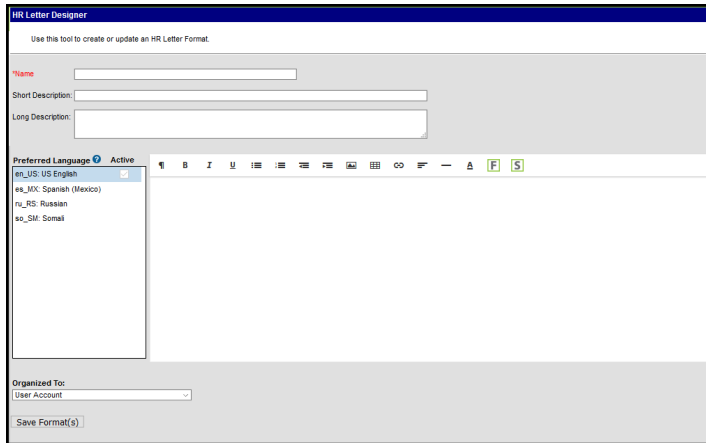 HR Letter Designer
Use this tool to create or update an HR Letter Format.
*Name
Short Description:
Long Description:
Preferred Language ? Active
en_US: US English
es_MX: Spanish (Mexico)
ru_RS: Russian
so_SM: Somali
¶ B I U A F S
Organized To:
User Account
Save Format(s)